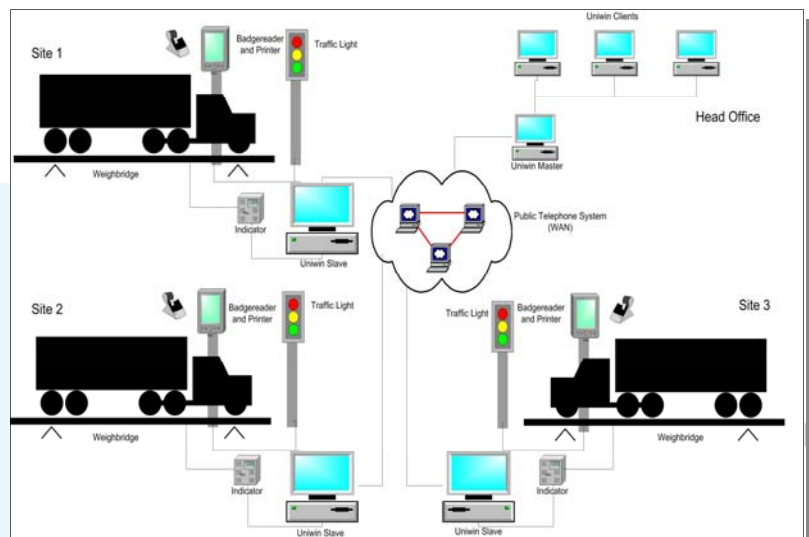 Uniwin Clients
Site 1
Badgereader
and Printer
Traffic Light
Head Office
Uniwin Master
Weighbridge
Indicator
Uniwin Slave
Public Telephone System
(WAN)
Site 2
Badgereader
and Printer
Traffic Light
Weighbridge
Indicator
Uniwin Slave
Site 3
Traffic Light
Badgereader
and Printer
Weighbridge
Indicator
Uniwin Slave